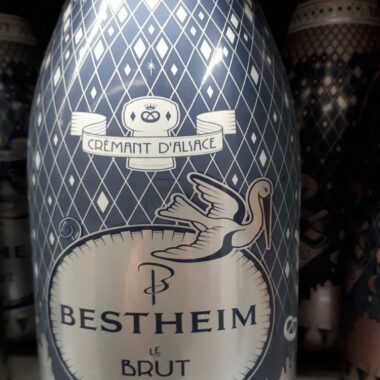 CRÉMANT D'ALSACE
BESTHEIM
LE
BRUT